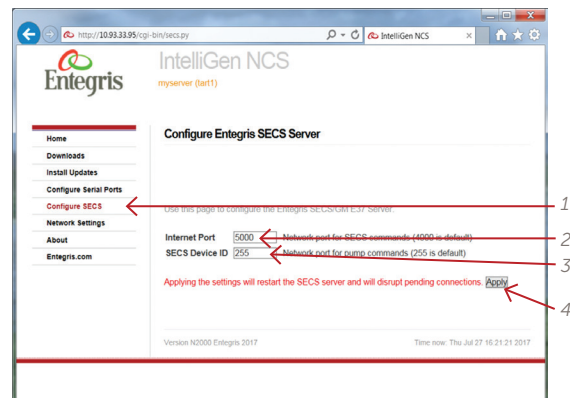 http://10.93.33.95/cgi-bin/secs.py
IntelliGen NCS
Entegris
IntelliGen NCS
myserver (tart1)
Home
Downloads
Install Updates
Configure Serial Ports
Configure SECS
Network Settings
About
Entegris.com
Configure Entegris SECS Server
Use this page to configure the Entegris SECS/GM E37 Server.
Internet Port 5000 Network port for SECS commands (4000 is default)
SECS Device ID 255 Network port for pump commands (255 is default)
Applying the settings will restart the SECS server and will disrupt pending connections. Apply
Version N2000 Entegris 2017 Time now: Thu Jul 27 16:21:21 2017
1
2
3
4